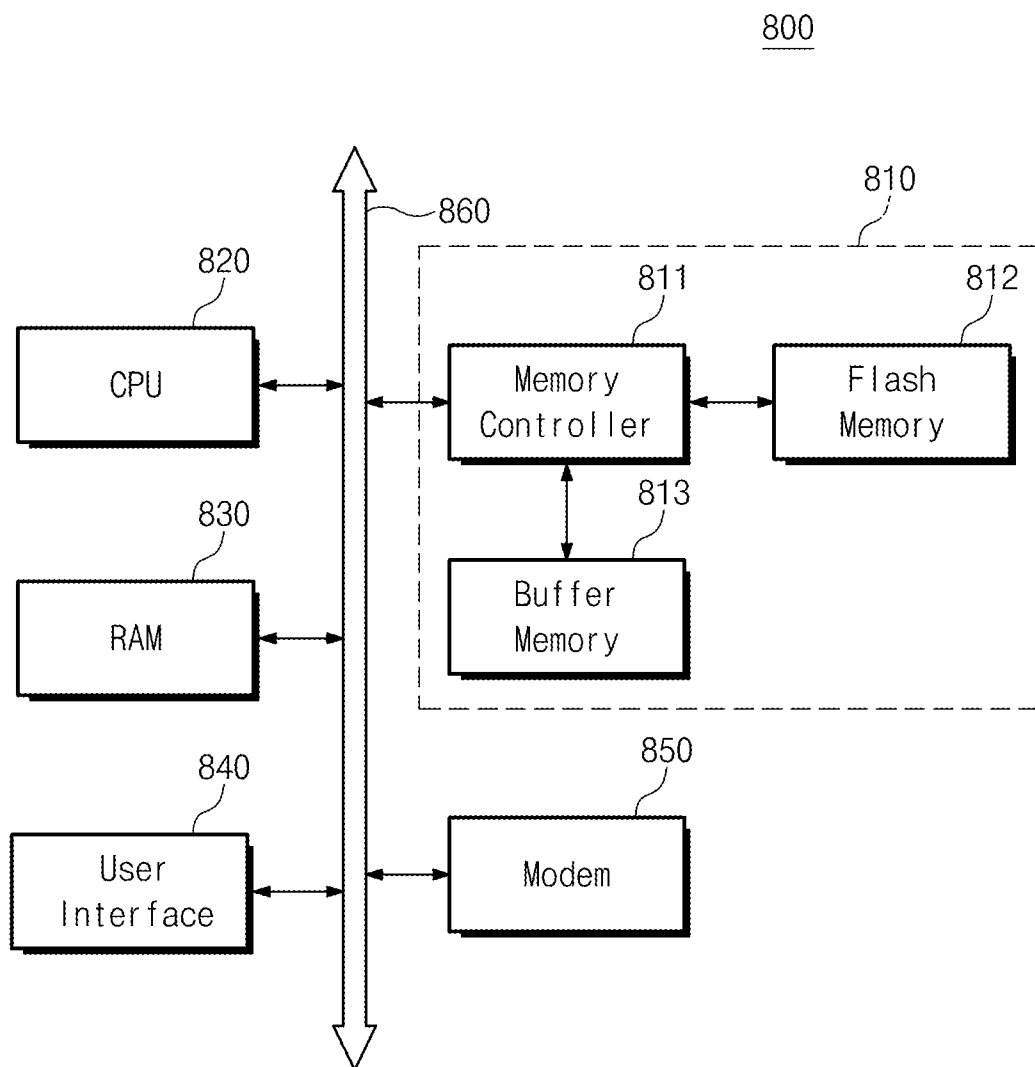 800
860
810
820
811
812
CPU
Memory
Controller
Flash
Memory
830
813
RAM
Buffer
Memory
840
850
User
Interface
Modem